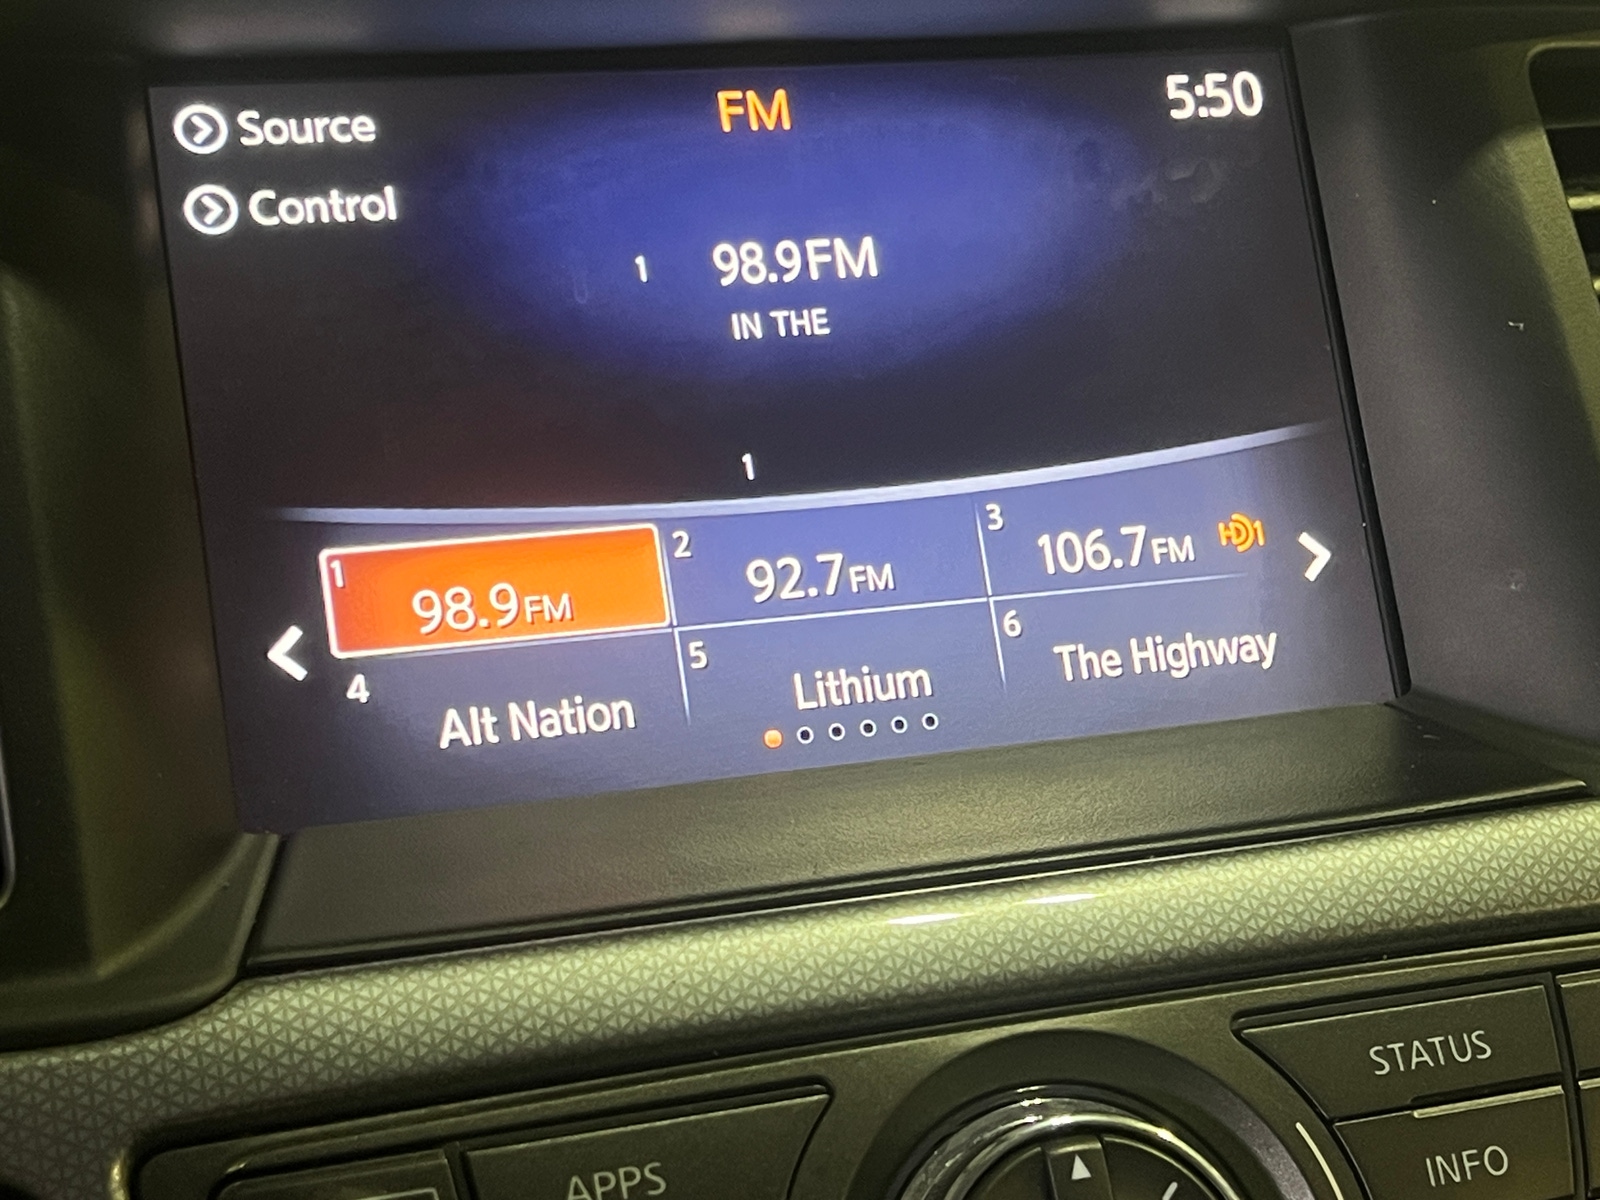 Source
FM
5:50
Control
1 98.9FM
IN THE
1
1 98.9FM
2 92.7FM
3 106.7FM HD1
4 Alt Nation
5 Lithium
6 The Highway
STATUS
APPS
INFO